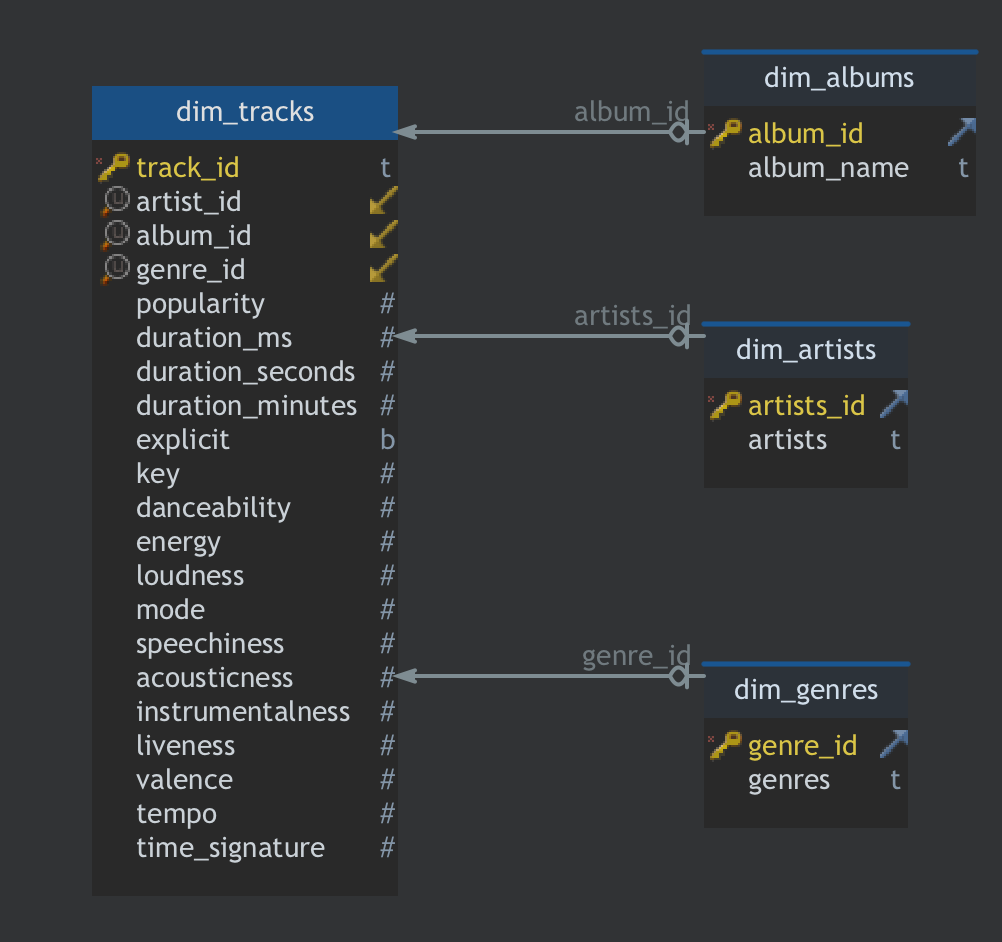 dim_tracks
track_id t
artist_id
album_id
genre_id
popularity #
duration_ms #
duration_seconds #
duration_minutes #
explicit b
key #
danceability #
energy #
loudness #
mode #
speechiness #
acousticness #
instrumentalness #
liveness #
valence #
tempo #
time_signature #
album_id
dim_albums
album_id
album_name t
artists_id
dim_artists
artists_id
artists t
genre_id
dim_genres
genre_id
genres t